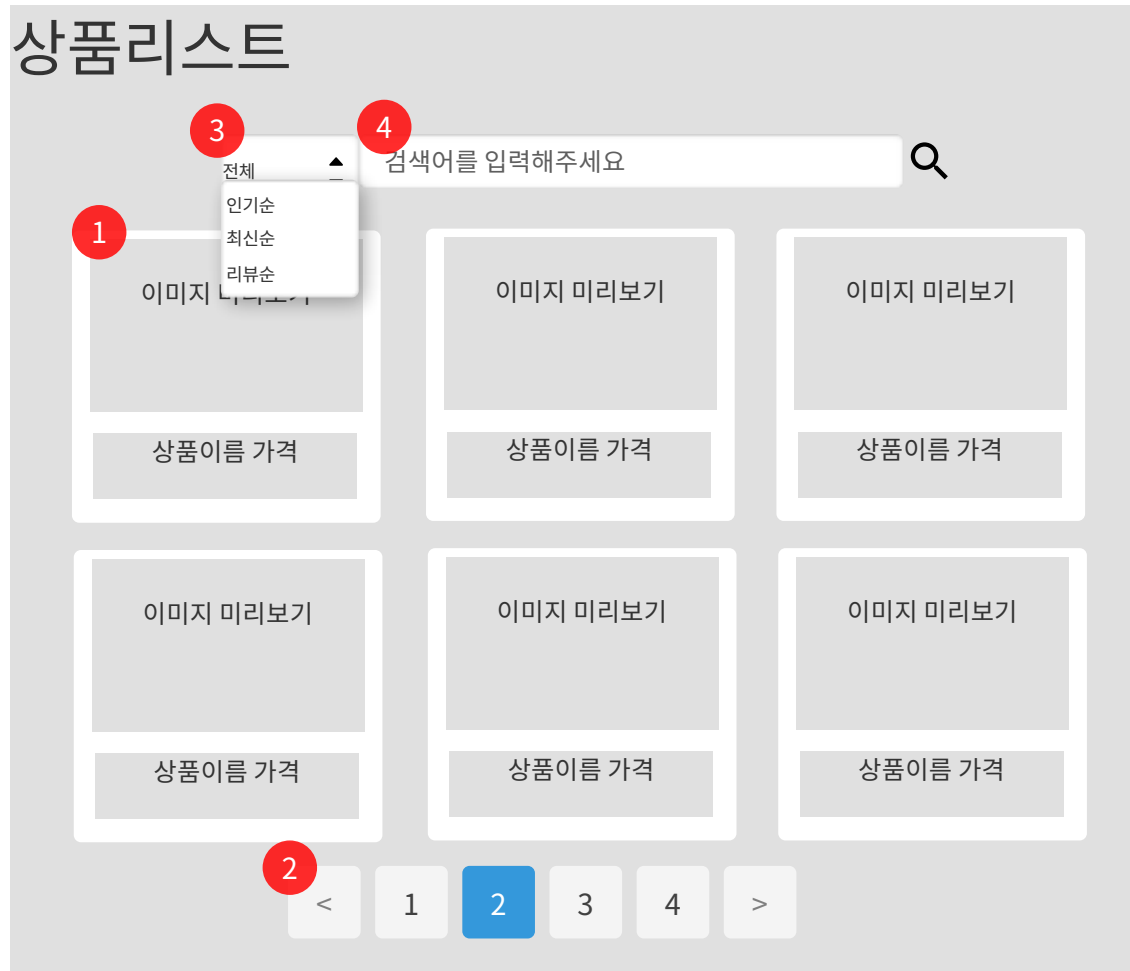 상품리스트
3
4
전체
검색어를 입력해주세요
인기순
최신순
리뷰순
1
이미지 미리보기
이미지 미리보기
이미지 미리보기
상품이름 가격
상품이름 가격
상품이름 가격
이미지 미리보기
이미지 미리보기
이미지 미리보기
상품이름 가격
상품이름 가격
상품이름 가격
2
< 1 2 3 4 >